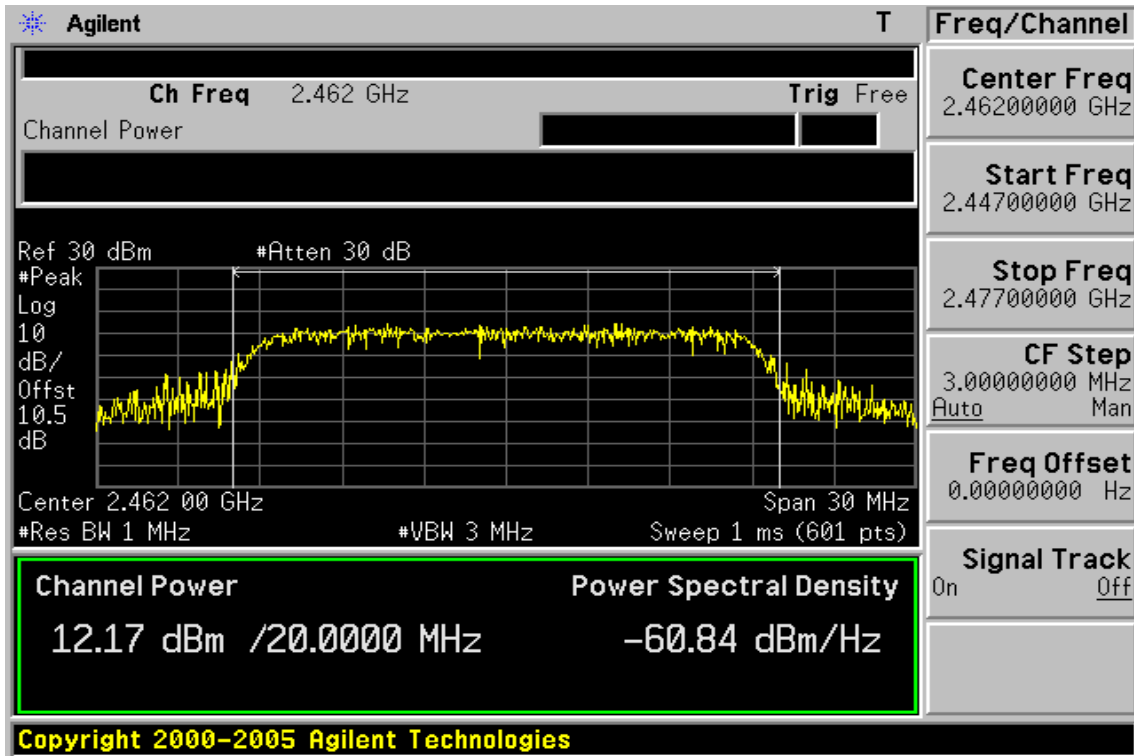 Agilent T
Ch Freq 2.462 GHz Trig Free
Channel Power
Ref 30 dBm #Atten 30 dB
#Peak
Log
10
dB/
Offst
10.5
dB
Center 2.462 00 GHz Span 30 MHz
#Res BW 1 MHz #VBW 3 MHz Sweep 1 ms (601 pts)
Channel Power Power Spectral Density
12.17 dBm /20.0000 MHz -60.84 dBm/Hz
Copyright 2000-2005 Agilent Technologies
Freq/Channel
Center Freq
2.46200000 GHz
Start Freq
2.44700000 GHz
Stop Freq
2.47700000 GHz
CF Step
3.00000000 MHz
Auto Man
Freq Offset
0.00000000 Hz
Signal Track
On Off